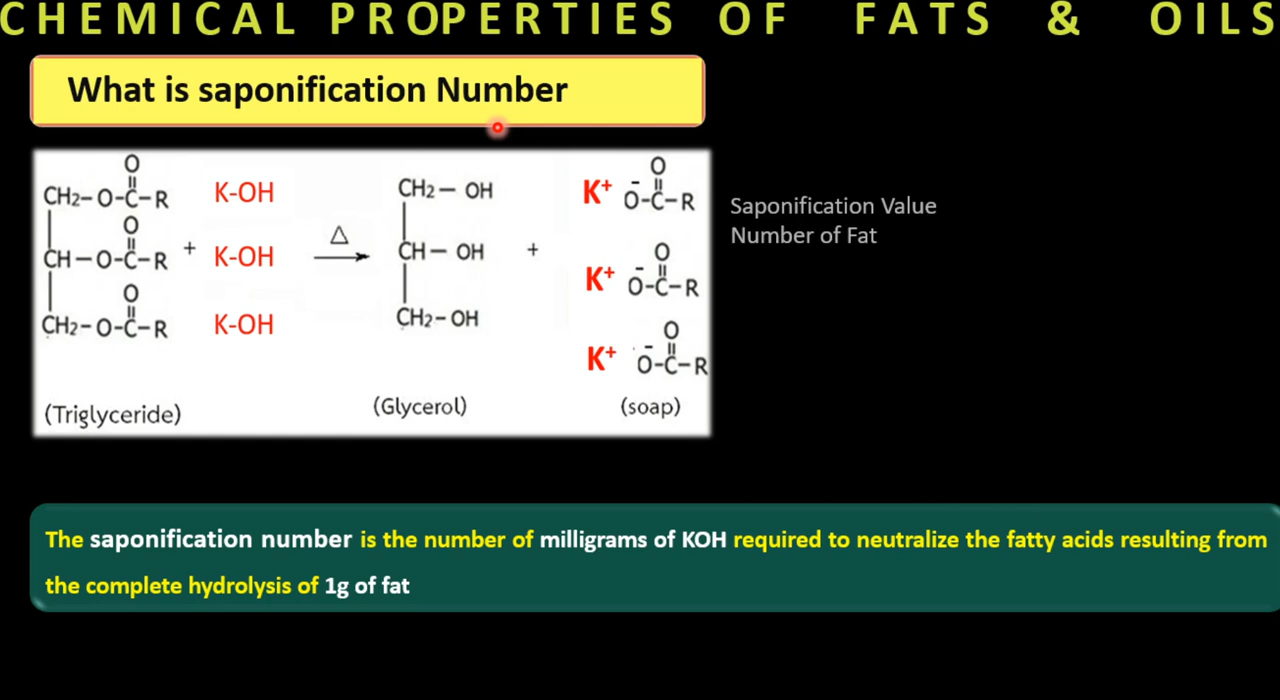 CHEMICAL PROPERTIES OF FATS & OILS
What is saponification Number
O
CH2-O-C-R K-OH CH2- OH K+ O-C-R
O
CH-O-C-R + K-OH Δ CH- OH + K+ O-C-R
O
CH2-O-C-R K-OH CH2-OH K+ O-C-R
(Triglyceride) (Glycerol) (soap)
Saponification Value
Number of Fat
The saponification number is the number of milligrams of KOH required to neutralize the fatty acids resulting from
the complete hydrolysis of 1g of fat